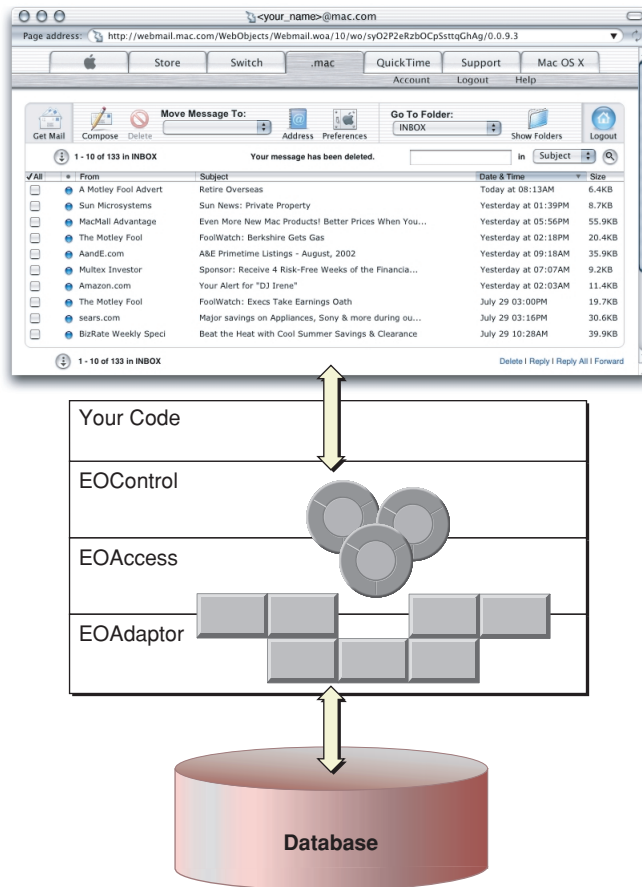 <your_name>@mac.com
Page address: http://webmail.mac.com/WebObjects/Webmail.woa/10/wo/syO2P2eRzbOCpSsttqGhAg/0.0.9.3
Store Switch .mac QuickTime Support Mac OS X
Account Logout Help
Move Message To: Go To Folder:
INBOX
Get Mail Compose Delete Address Preferences Show Folders Logout
1 - 10 of 133 in INBOX Your message has been deleted. in Subject
✓All From Subject Date & Time Size
A Motley Fool Advert Retire Overseas Today at 08:13AM 6.4KB
Sun Microsystems Sun News: Private Property Yesterday at 01:39PM 8.7KB
MacMall Advantage Even More New Mac Products! Better Prices When You... Yesterday at 05:56PM 55.9KB
The Motley Fool FoolWatch: Berkshire Gets Gas Yesterday at 02:18PM 20.4KB
AandE.com A&E Primetime Listings - August, 2002 Yesterday at 09:18AM 35.9KB
Multex Investor Sponsor: Receive 4 Risk-Free Weeks of the Financia... Yesterday at 07:07AM 9.2KB
Amazon.com Your Alert for "DJ Irene" Yesterday at 02:03AM 11.4KB
The Motley Fool FoolWatch: Execs Take Earnings Oath July 29 03:00PM 19.7KB
sears.com Major savings on Appliances, Sony & more during ou... July 29 03:16PM 30.6KB
BizRate Weekly Speci Beat the Heat with Cool Summer Savings & Clearance July 29 10:28AM 39.9KB
1 - 10 of 133 in INBOX Delete | Reply | Reply All | Forward
Your Code
EOControl
EOAccess
EOAdaptor
Database